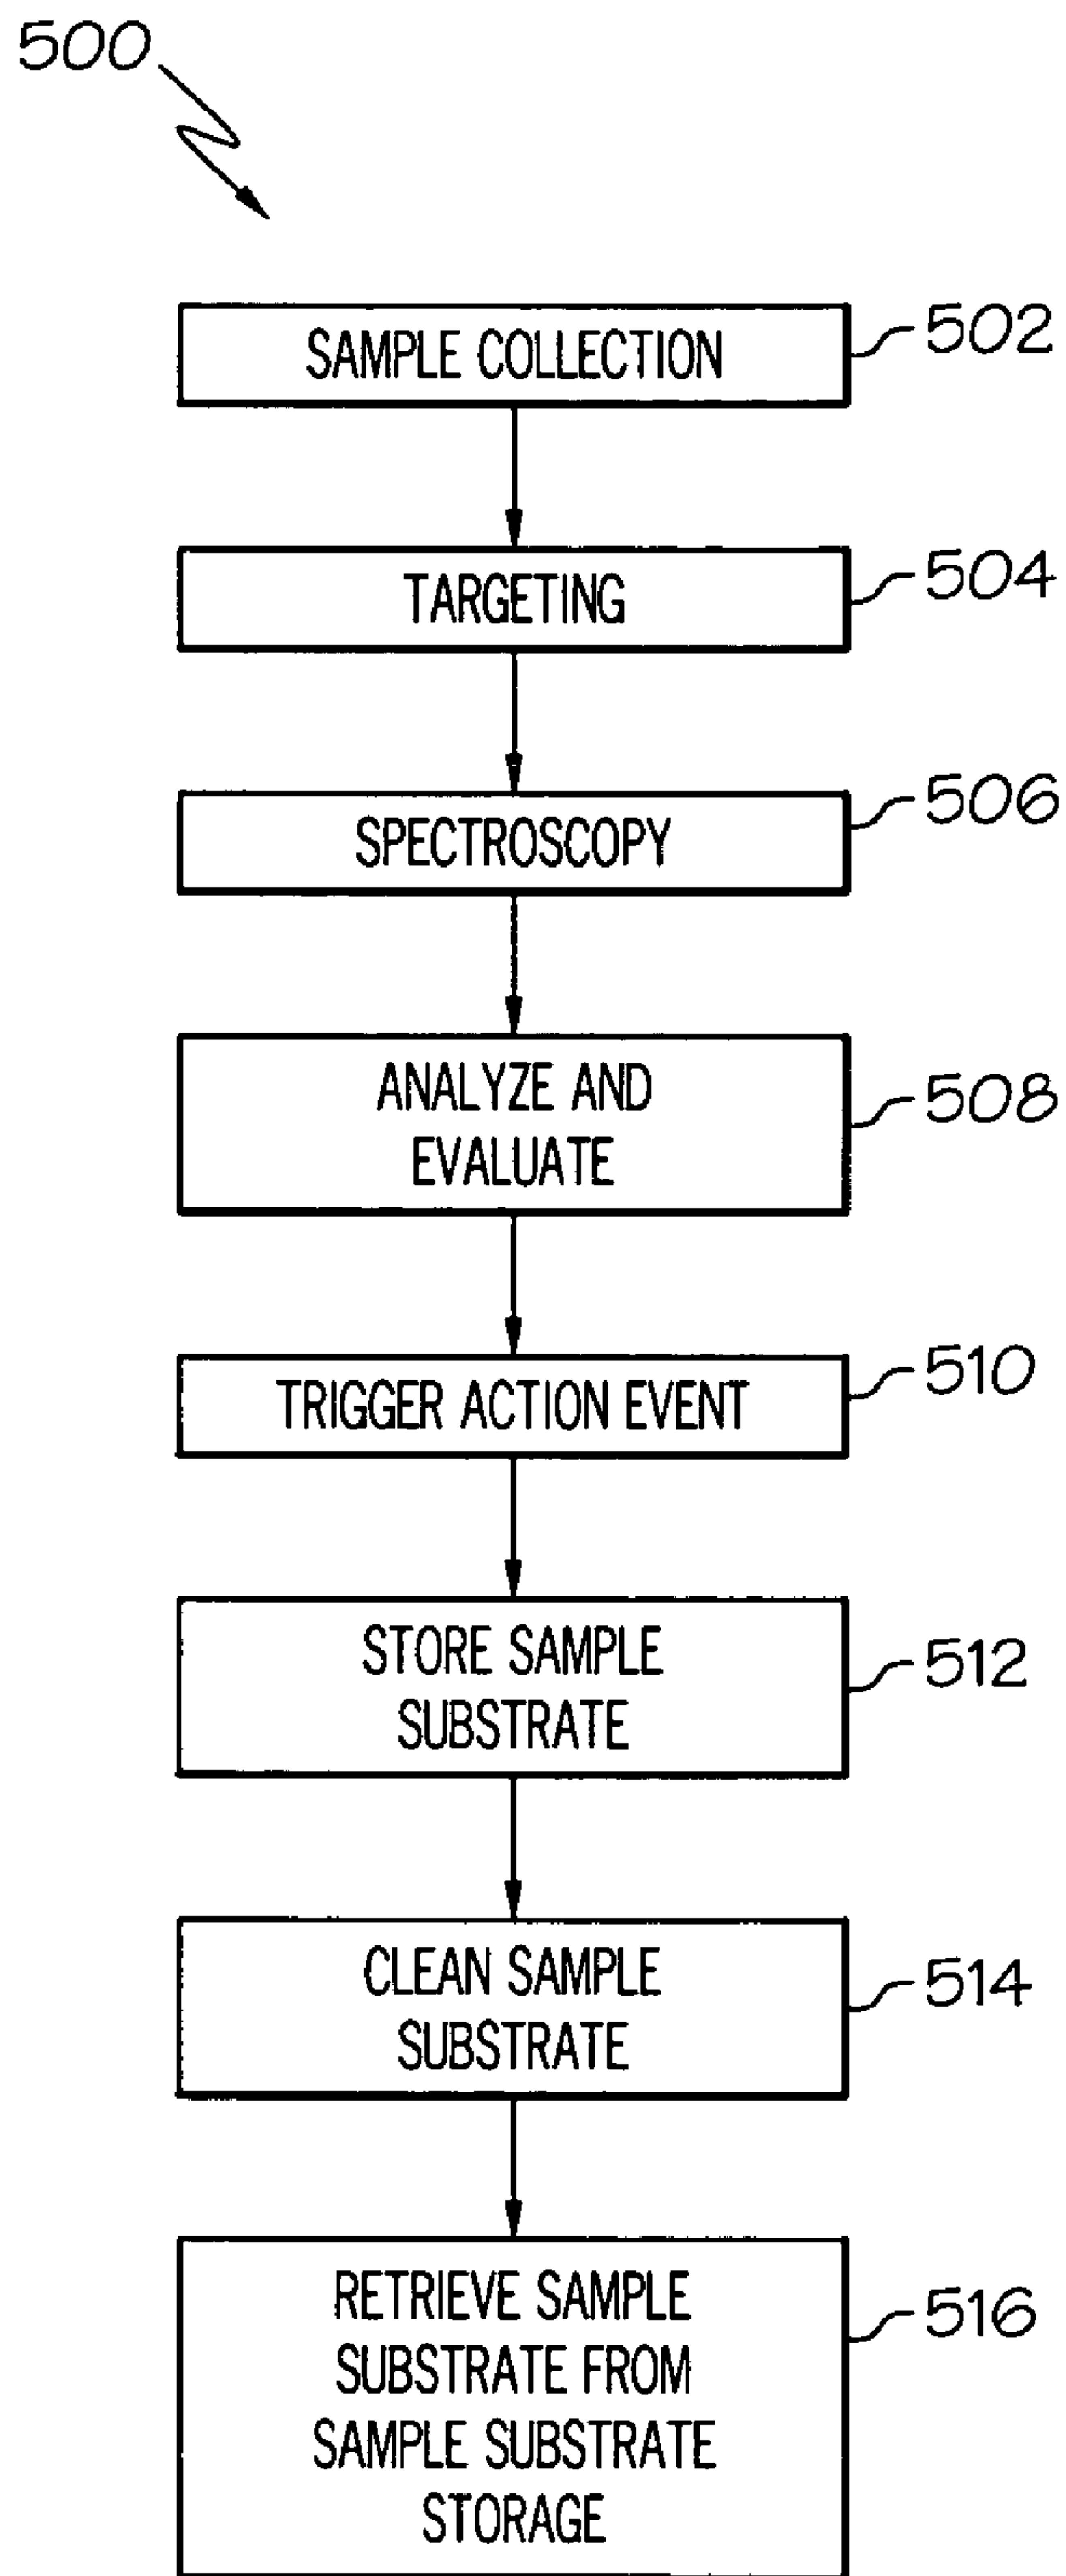 500
SAMPLE COLLECTION
502
TARGETING
504
SPECTROSCOPY
506
ANALYZE AND
EVALUATE
508
TRIGGER ACTION EVENT
510
STORE SAMPLE
SUBSTRATE
512
CLEAN SAMPLE
SUBSTRATE
514
RETRIEVE SAMPLE
SUBSTRATE FROM
SAMPLE SUBSTRATE
STORAGE
516